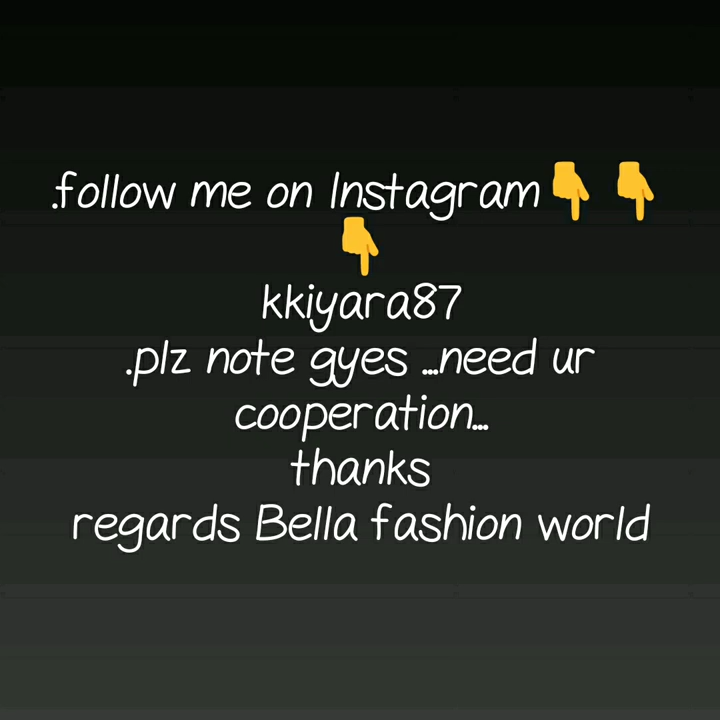 .follow me on Instagram👇 👇
👇
kkiyara87
.plz note gyes ...need ur
cooperation...
thanks
regards Bella fashion world